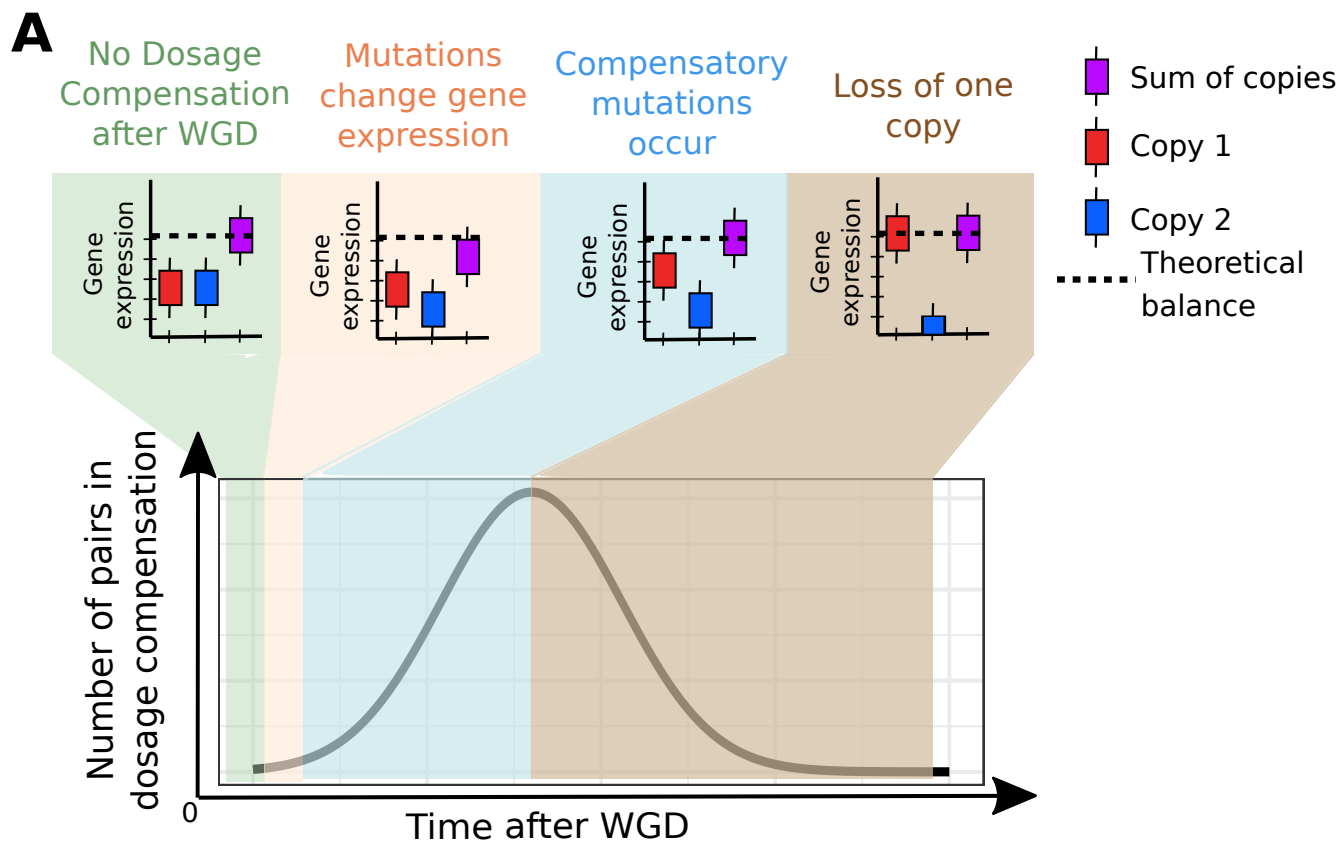 A
No Dosage
Compensation
after WGD
Mutations
change gene
expression
Compensatory
mutations
occur
Loss of one
copy
Sum of copies
Copy 1
Copy 2
Theoretical
balance
Gene
expression
Gene
expression
Gene
expression
Gene
expression
Number of pairs in
dosage compensation
0
Time after WGD